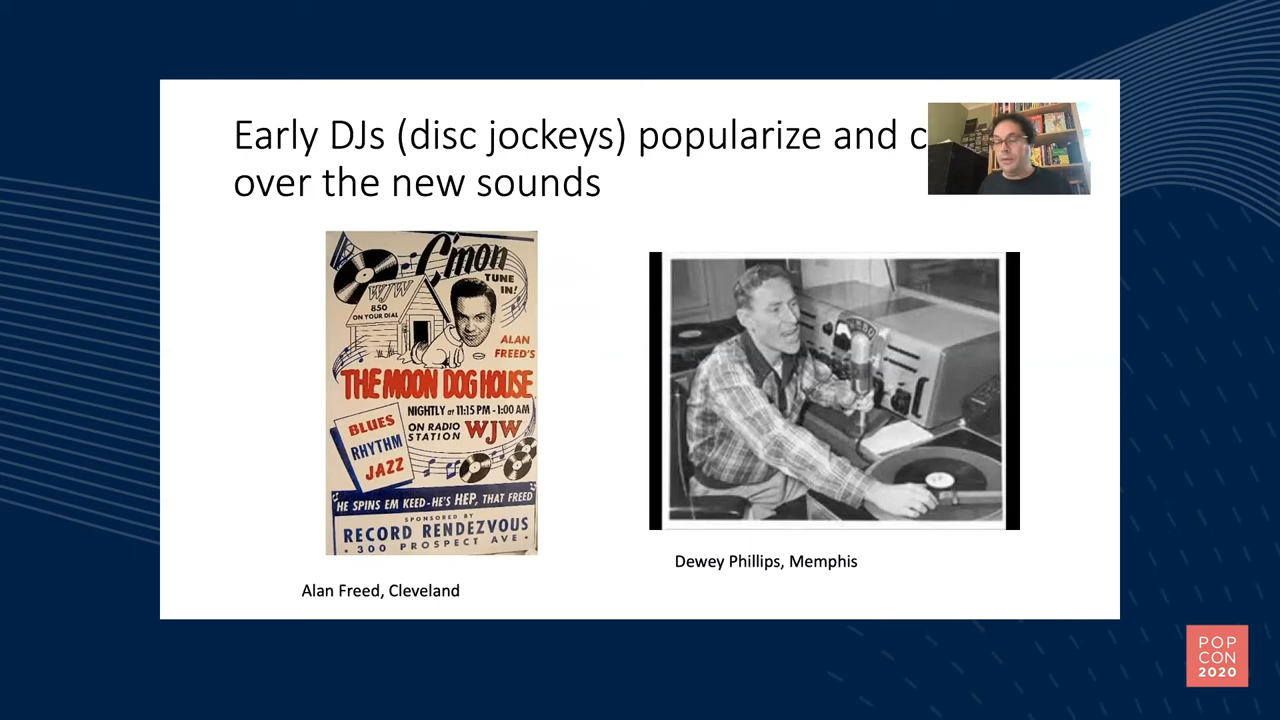 Early DJs (disc jockeys) popularize and c
over the new sounds
C'mon
TUNE
IN!
WJW
850
ON YOUR DIAL
ALAN
FREED'S
THE MOON DOG HOUSE
NIGHTLY at 11:15 PM - 1:00 AM
ON RADIO
STATION WJW
BLUES
RHYTHM
JAZZ
HE SPINS EM KEED-HE'S HEP, THAT FREED
SPONSORED BY
RECORD RENDEZVOUS
• 300 PROSPECT AVE •
Alan Freed, Cleveland
Dewey Phillips, Memphis
POP
CON
2020